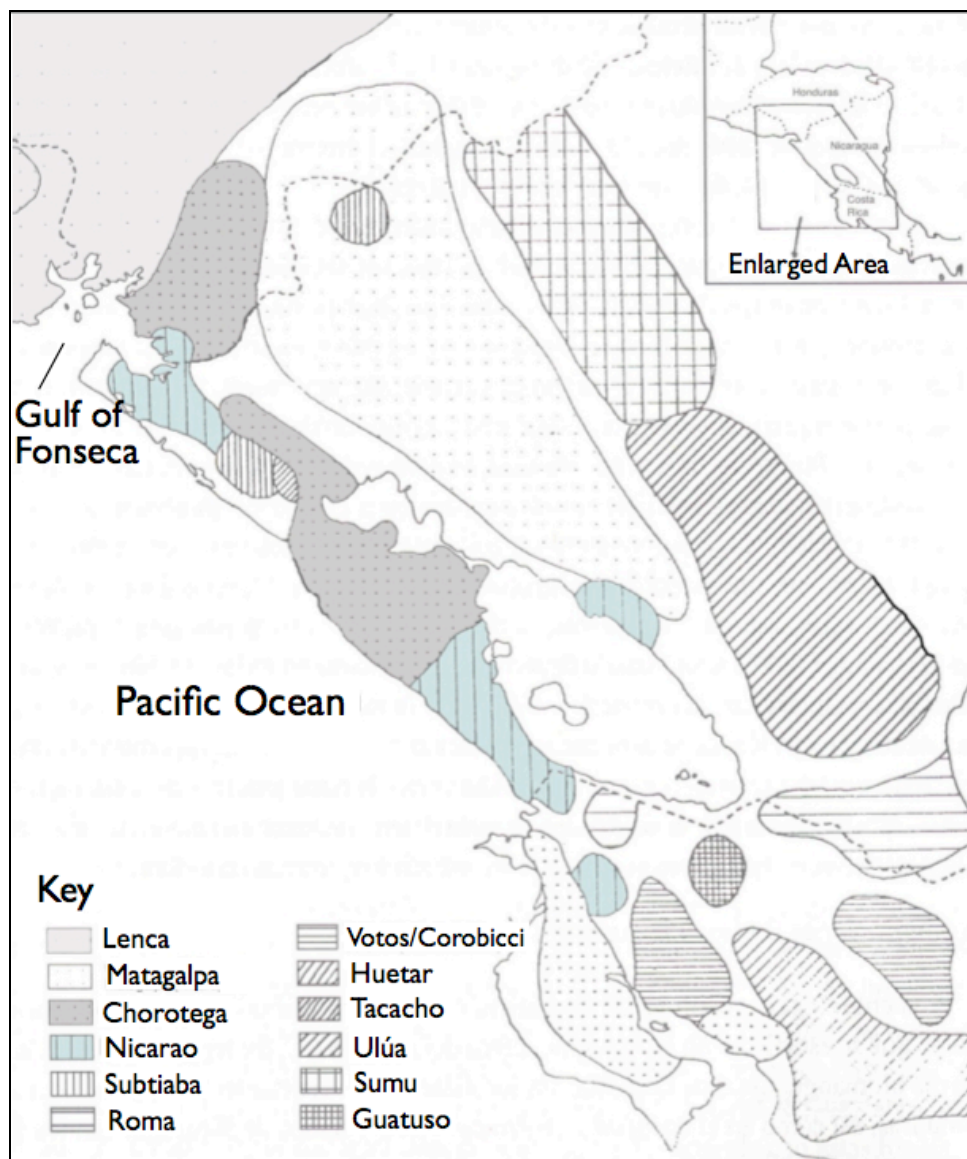 Honduras
Nicaragua
Costa
Rica
Enlarged Area
Gulf of
Fonseca
Pacific Ocean
Key
Lenca
Matagalpa
Chorotega
Nicarao
Subtiaba
Roma
Votos/Corobicci
Huetar
Tacacho
Ulúa
Sumu
Guatuso